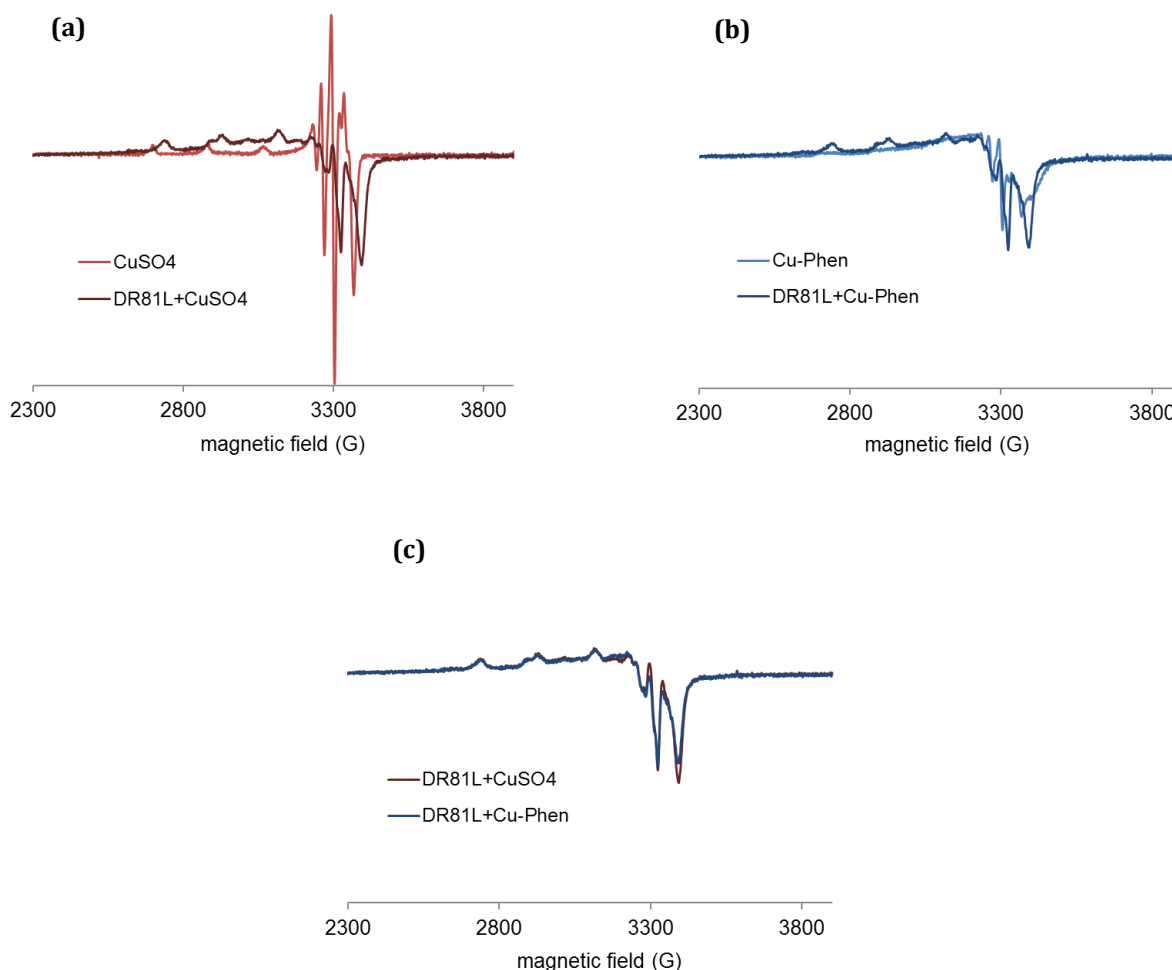 (a)
CuSO4
DR81L+CuSO4
2300 2800 3300 3800
magnetic field (G)
(b)
Cu-Phen
DR81L+Cu-Phen
2300 2800 3300 3800
magnetic field (G)
(c)
DR81L+CuSO4
DR81L+Cu-Phen
2300 2800 3300 3800
magnetic field (G)